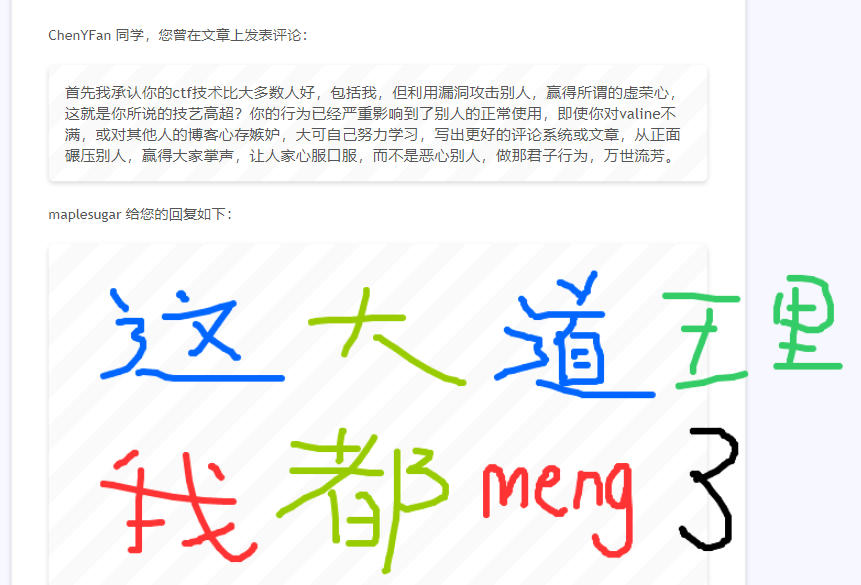 ChenYFan 同学，您曾在文章上发表评论：
首先我承认你的ctf技术比大多数人好，包括我，但利用漏洞攻击别人，赢得所谓的虚荣心，
这就是你所说的技艺高超？你的行为已经严重影响到了别人的正常使用，即使你对valine不
满，或对其他人的博客心存嫉妒，大可自己努力学习，写出更好的评论系统或文章，从正面
碾压别人，赢得大家掌声，让人家心服口服，而不是恶心别人，做那君子行为，万世流芳。
maplesugar 给您的回复如下：
这大道理
我都meng3